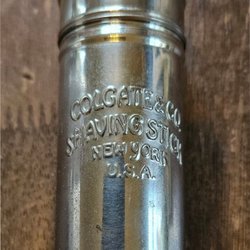 COLGATE & CO.
SHAVING STICK
NEW YORK
U.S.A.